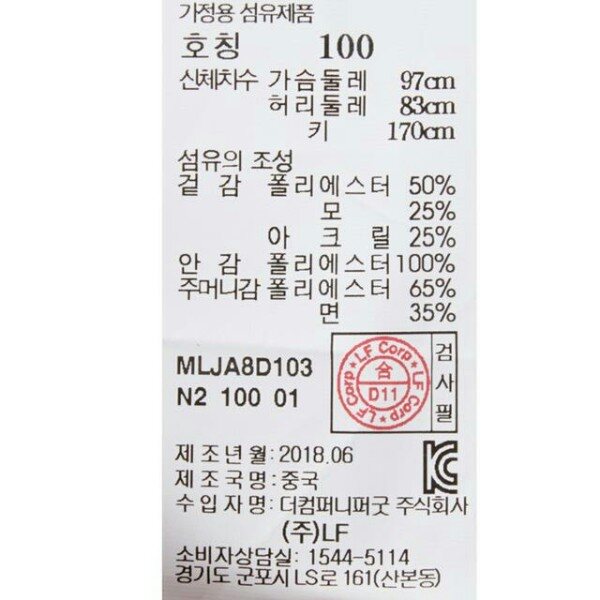 가정용 섬유제품
호칭 100
신체치수 가슴둘레 97cm
허리둘레 83cm
키 170cm
섬유의 조성
겉감 폴리에스터 50%
모 25%
아크릴 25%
안감 폴리에스터 100%
주머니감 폴리에스터 65%
면 35%
MLJA8D103
N2 100 01
LF Corp★LF Corp★LF Corp★
合
D11
검사필
제조년월:2018.06
제조국명:중국
수입자명:더컴퍼니퍼굿 주식회사
(주)LF
소비자상담실: 1544-5114
경기도 군포시 LS로 161(산본동)
KC